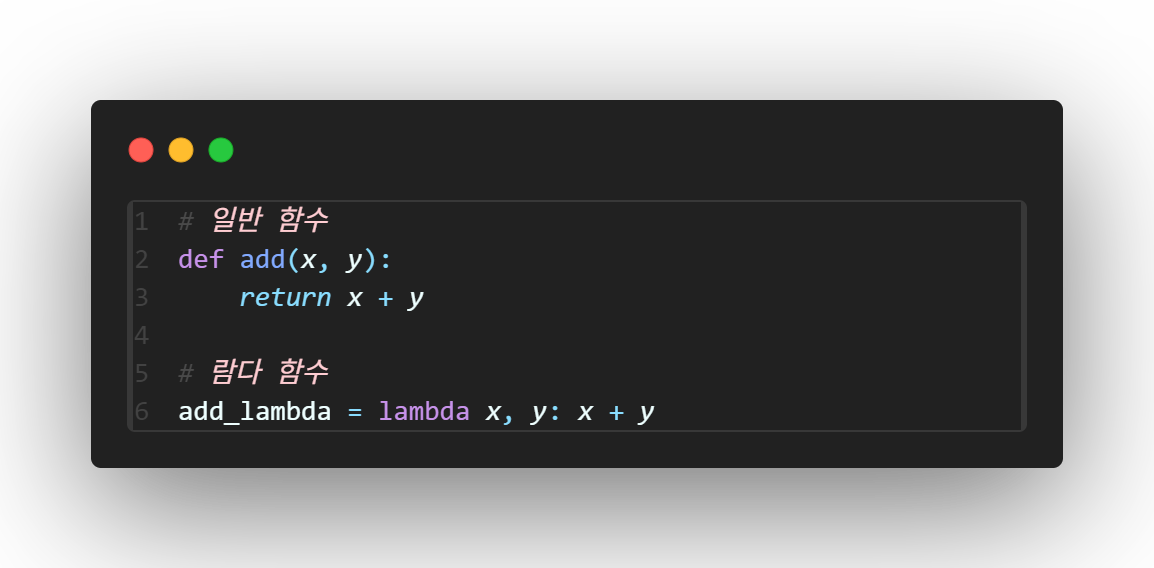 1 # 일반 함수
2 def add(x, y):
3     return x + y
4
5 # 람다 함수
6 add_lambda = lambda x, y: x + y